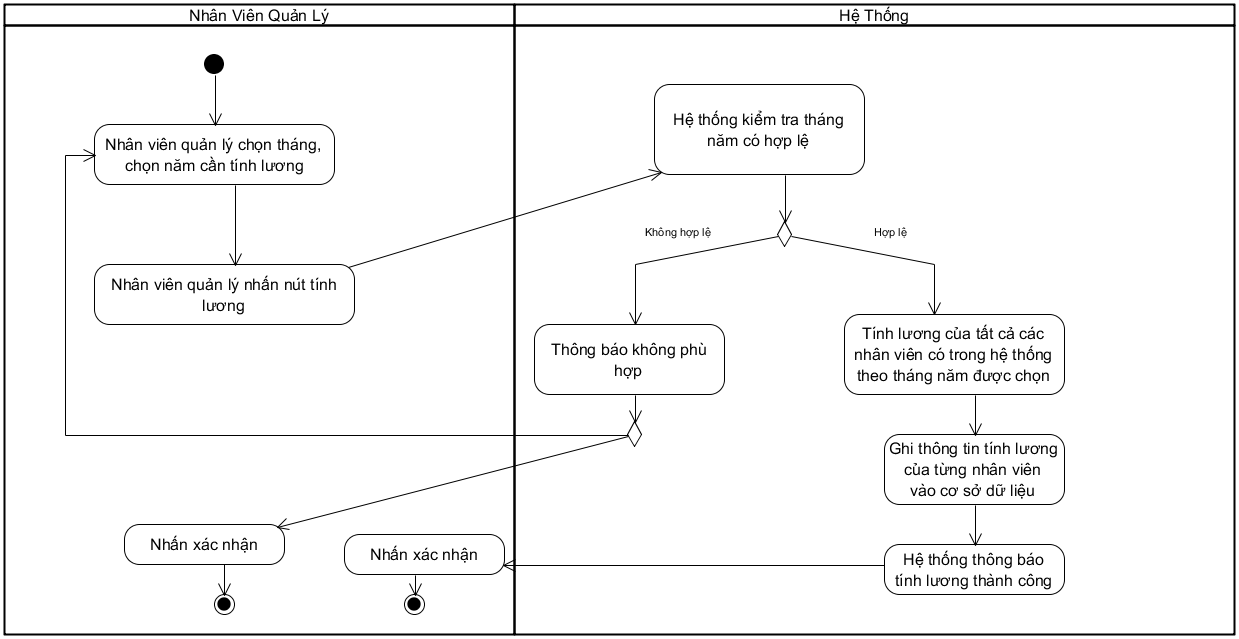 Nhân Viên Quản Lý
Hệ Thống
Nhân viên quản lý chọn tháng,
chọn năm cần tính lương
Nhân viên quản lý nhấn nút tính
lương
Hệ thống kiểm tra tháng
năm có hợp lệ
Không hợp lệ
Hợp lệ
Thông báo không phù
hợp
Tính lương của tất cả các
nhân viên có trong hệ thống
theo tháng năm được chọn
Ghi thông tin tính lương
của từng nhân viên
vào cơ sở dữ liệu
Nhấn xác nhận
Nhấn xác nhận
Hệ thống thông báo
tính lương thành công